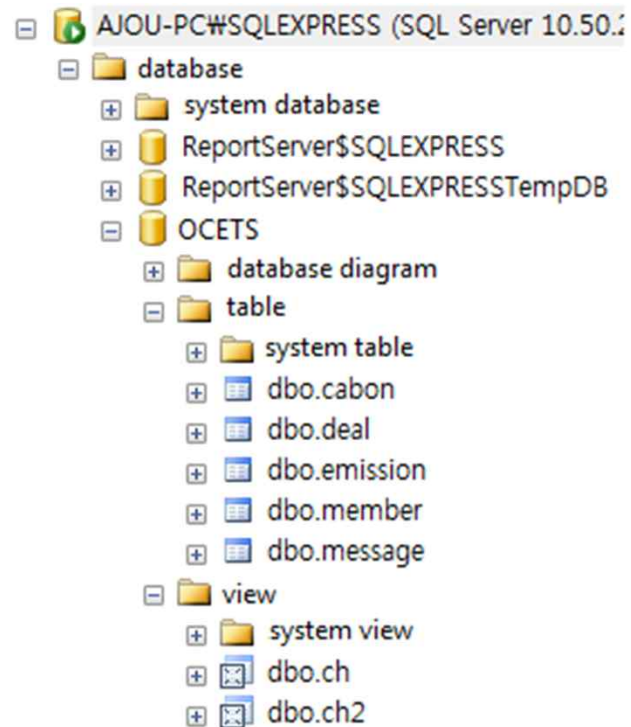 AJOU-PC₩SQLEXPRESS (SQL Server 10.50.2
database
system database
ReportServer$SQLEXPRESS
ReportServer$SQLEXPRESSTempDB
OCETS
database diagram
table
system table
dbo.cabon
dbo.deal
dbo.emission
dbo.member
dbo.message
view
system view
dbo.ch
dbo.ch2